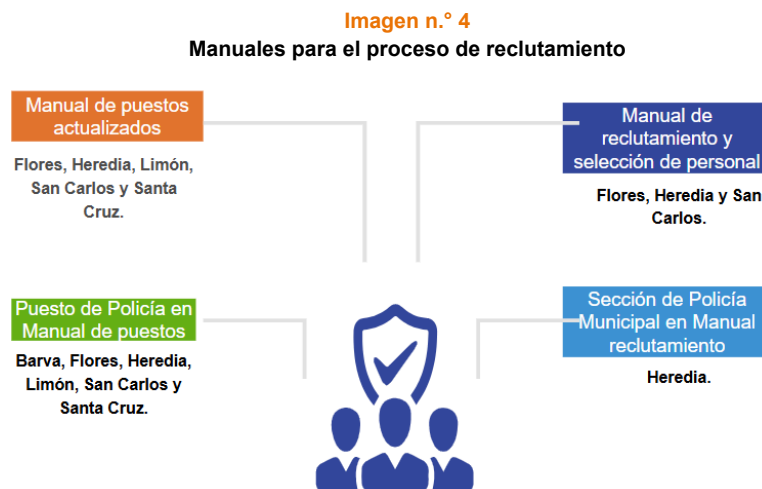 Imagen n.° 4
Manuales para el proceso de reclutamiento
Manual de puestos
actualizados
Flores, Heredia, Limón,
San Carlos y Santa
Cruz.
Manual de
reclutamiento y
selección de personal
Flores, Heredia y San
Carlos.
Puesto de Policía en
Manual de puestos
Barva, Flores, Heredia,
Limón, San Carlos y
Santa Cruz.
Sección de Policía
Municipal en Manual
reclutamiento
Heredia.